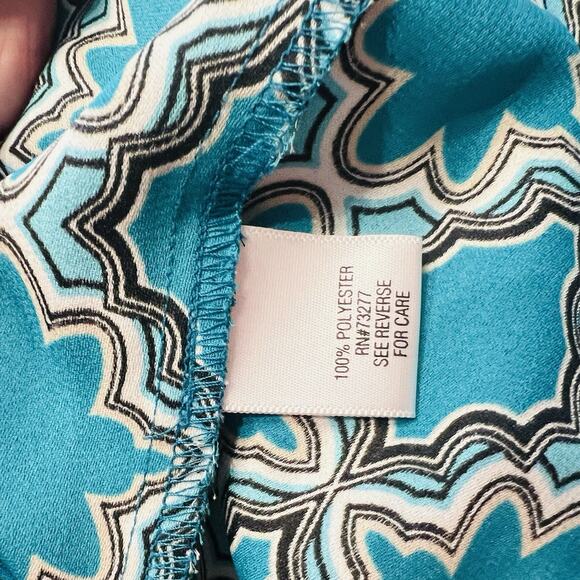 100% POLYESTER
RN#73277
SEE REVERSE
FOR CARE